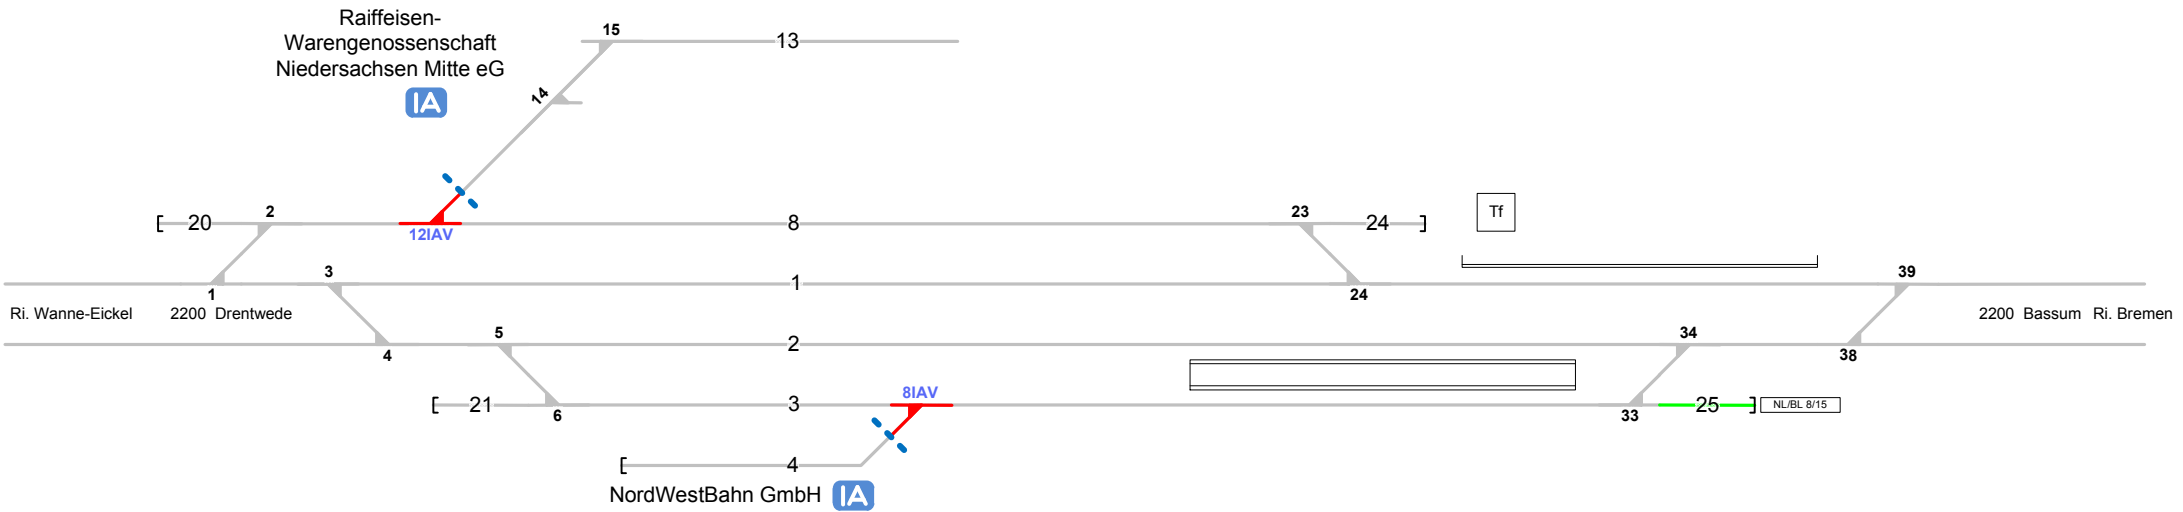 Raiffeisen-
Warengenossenschaft
Niedersachsen Mitte eG
IA
15
13
14
20
2
12IAV
8
23
24
Tf
1
3
1
24
39
Ri. Wanne-Eickel 2200 Drentwede
2200 Bassum Ri. Bremen
4
5
2
34
38
21
6
3
8IAV
33
25
NL/BL 8/15
4
NordWestBahn GmbH IA